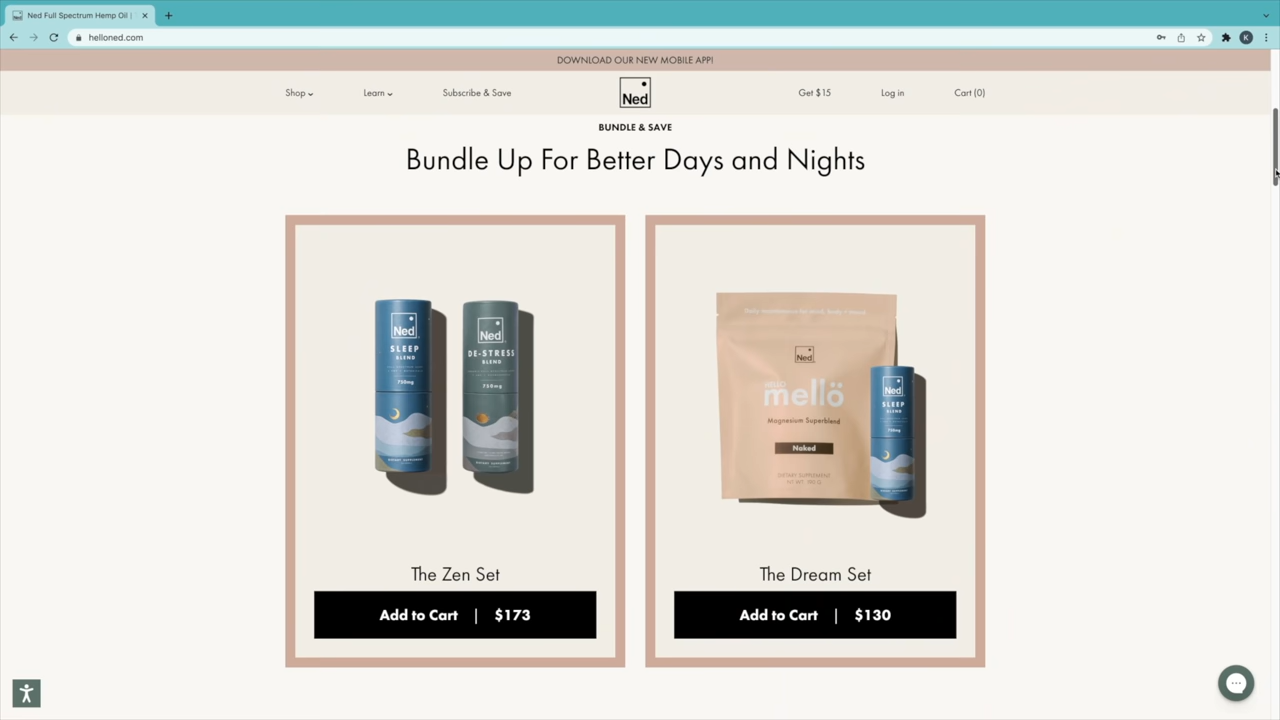 Ned Full Spectrum Hemp Oil |
helloned.com
K
DOWNLOAD OUR NEW MOBILE APP!
Shop
Learn
Subscribe & Save
Ned
Get $15
Log in
Cart (0)
BUNDLE & SAVE
Bundle Up For Better Days and Nights
Ned
SLEEP
BLEND
750mg
Ned
DE-STRESS
BLEND
750mg
Ned
mellö
Magnesium Superblend
Naked
DIETARY SUPPLEMENT
Ned
SLEEP
BLEND
750mg
The Zen Set
Add to Cart | $173
The Dream Set
Add to Cart | $130